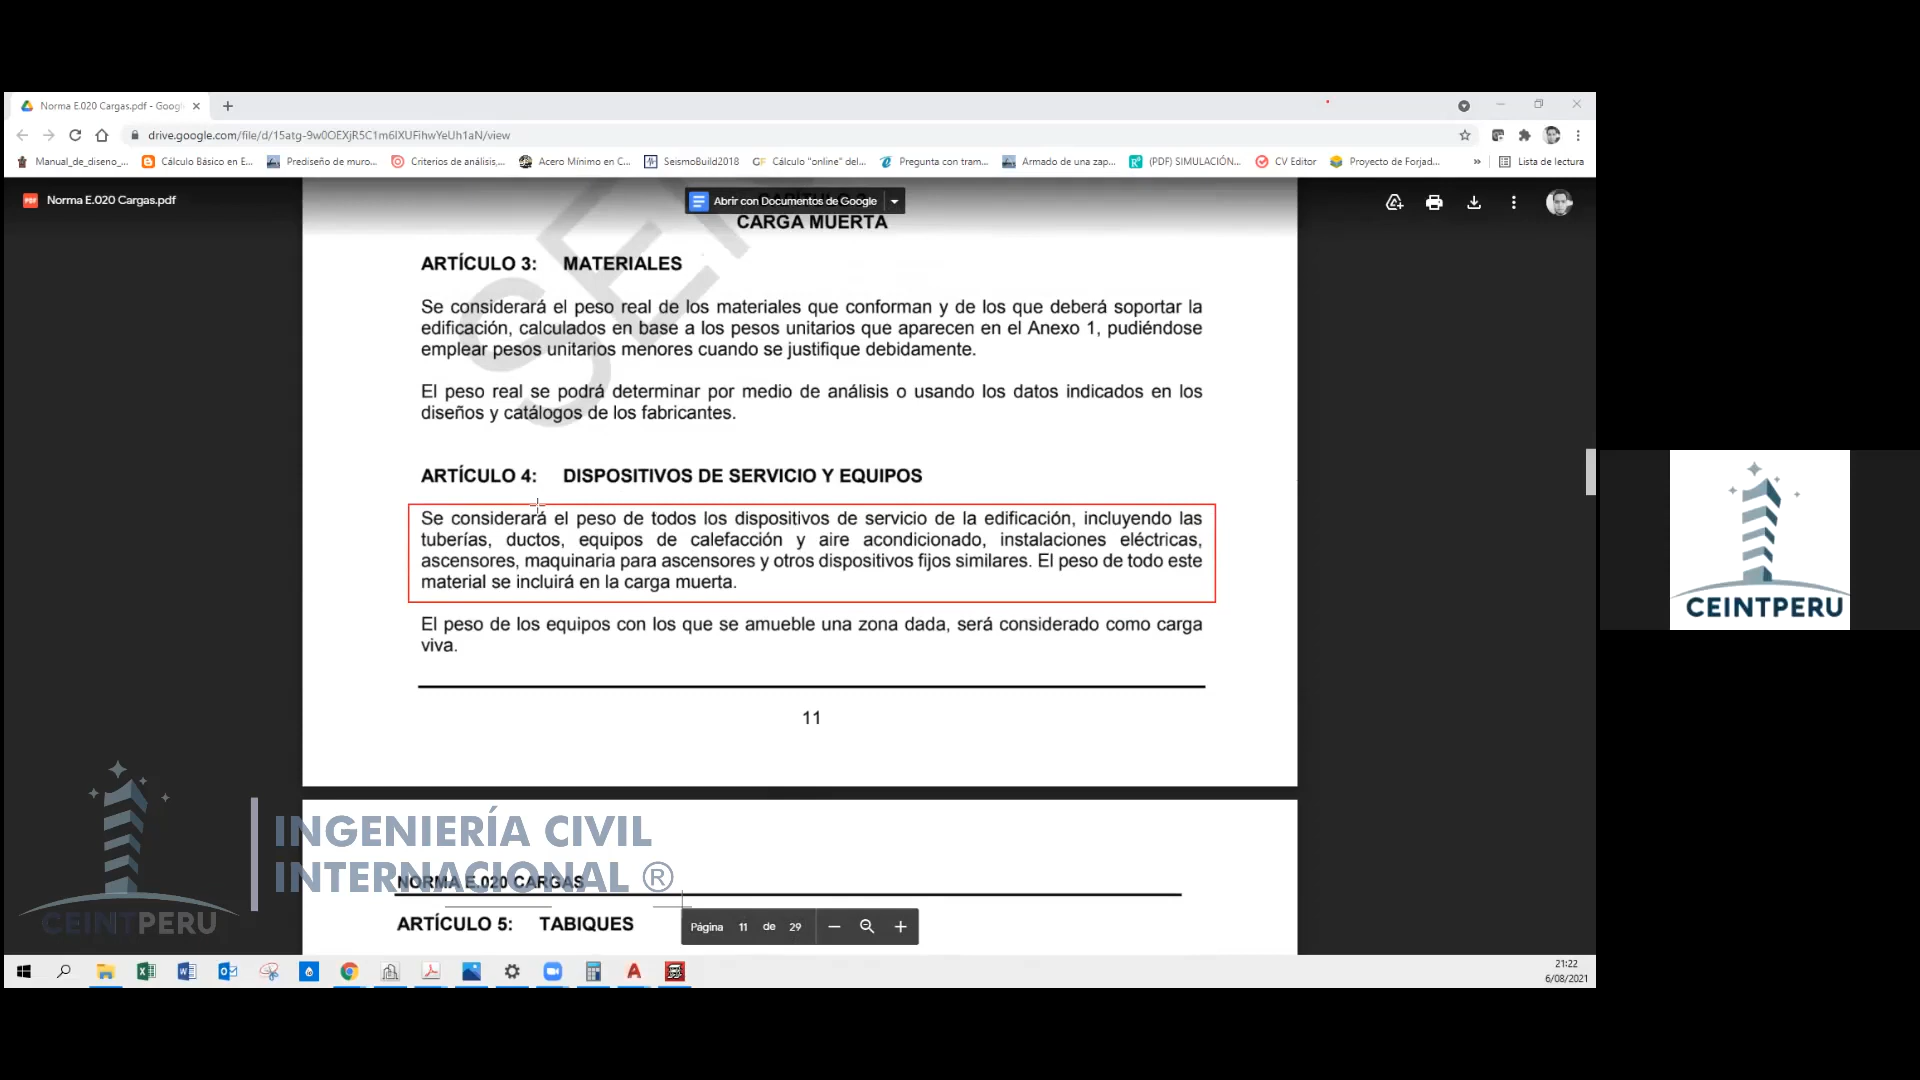 Norma E.020 Cargas.pdf - Googl
drive.google.com/file/d/15atg-9w0OEXjR5C1m6IXUFihwYeUh1aN/view
Manual_de_diseno_...
Cálculo Básico en E...
Prediseño de muro...
Criterios de análisis,...
Acero Mínimo en C...
SeismoBuild2018
Cálculo "online" del...
Pregunta con tram...
Armado de una zap...
(PDF) SIMULACIÓN...
CV Editor
Proyecto de Forjad...
»
Lista de lectura
PDF Norma E.020 Cargas.pdf
Abrir con Documentos de Google
CARGA MUERTA
ARTÍCULO 3: MATERIALES
Se considerará el peso real de los materiales que conforman y de los que deberá soportar la
edificación, calculados en base a los pesos unitarios que aparecen en el Anexo 1, pudiéndose
emplear pesos unitarios menores cuando se justifique debidamente.
El peso real se podrá determinar por medio de análisis o usando los datos indicados en los
diseños y catálogos de los fabricantes.
ARTÍCULO 4: DISPOSITIVOS DE SERVICIO Y EQUIPOS
Se considerará el peso de todos los dispositivos de servicio de la edificación, incluyendo las
tuberías, ductos, equipos de calefacción y aire acondicionado, instalaciones eléctricas,
ascensores, maquinaria para ascensores y otros dispositivos fijos similares. El peso de todo este
material se incluirá en la carga muerta.
El peso de los equipos con los que se amueble una zona dada, será considerado como carga
viva.
11
CEINTPERU
INGENIERÍA CIVIL
INTERNACIONAL ®
CEINTPERU
NORMA E.020 CARGAS
ARTÍCULO 5: TABIQUES
Página 11 de 29
21:22
6/08/2021